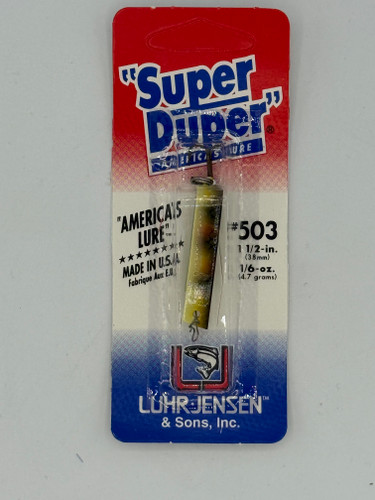 "Super
Duper"®
AMERICA'S LURE
"AMERICA'S
LURE"
★★★★★★★★
MADE IN U.S.A.
Fabrique Aux E.U.
#503
1 1/2-in.
(38mm)
1/6-oz.
(4.7 grams)
LUHR JENSEN™
& Sons, Inc.